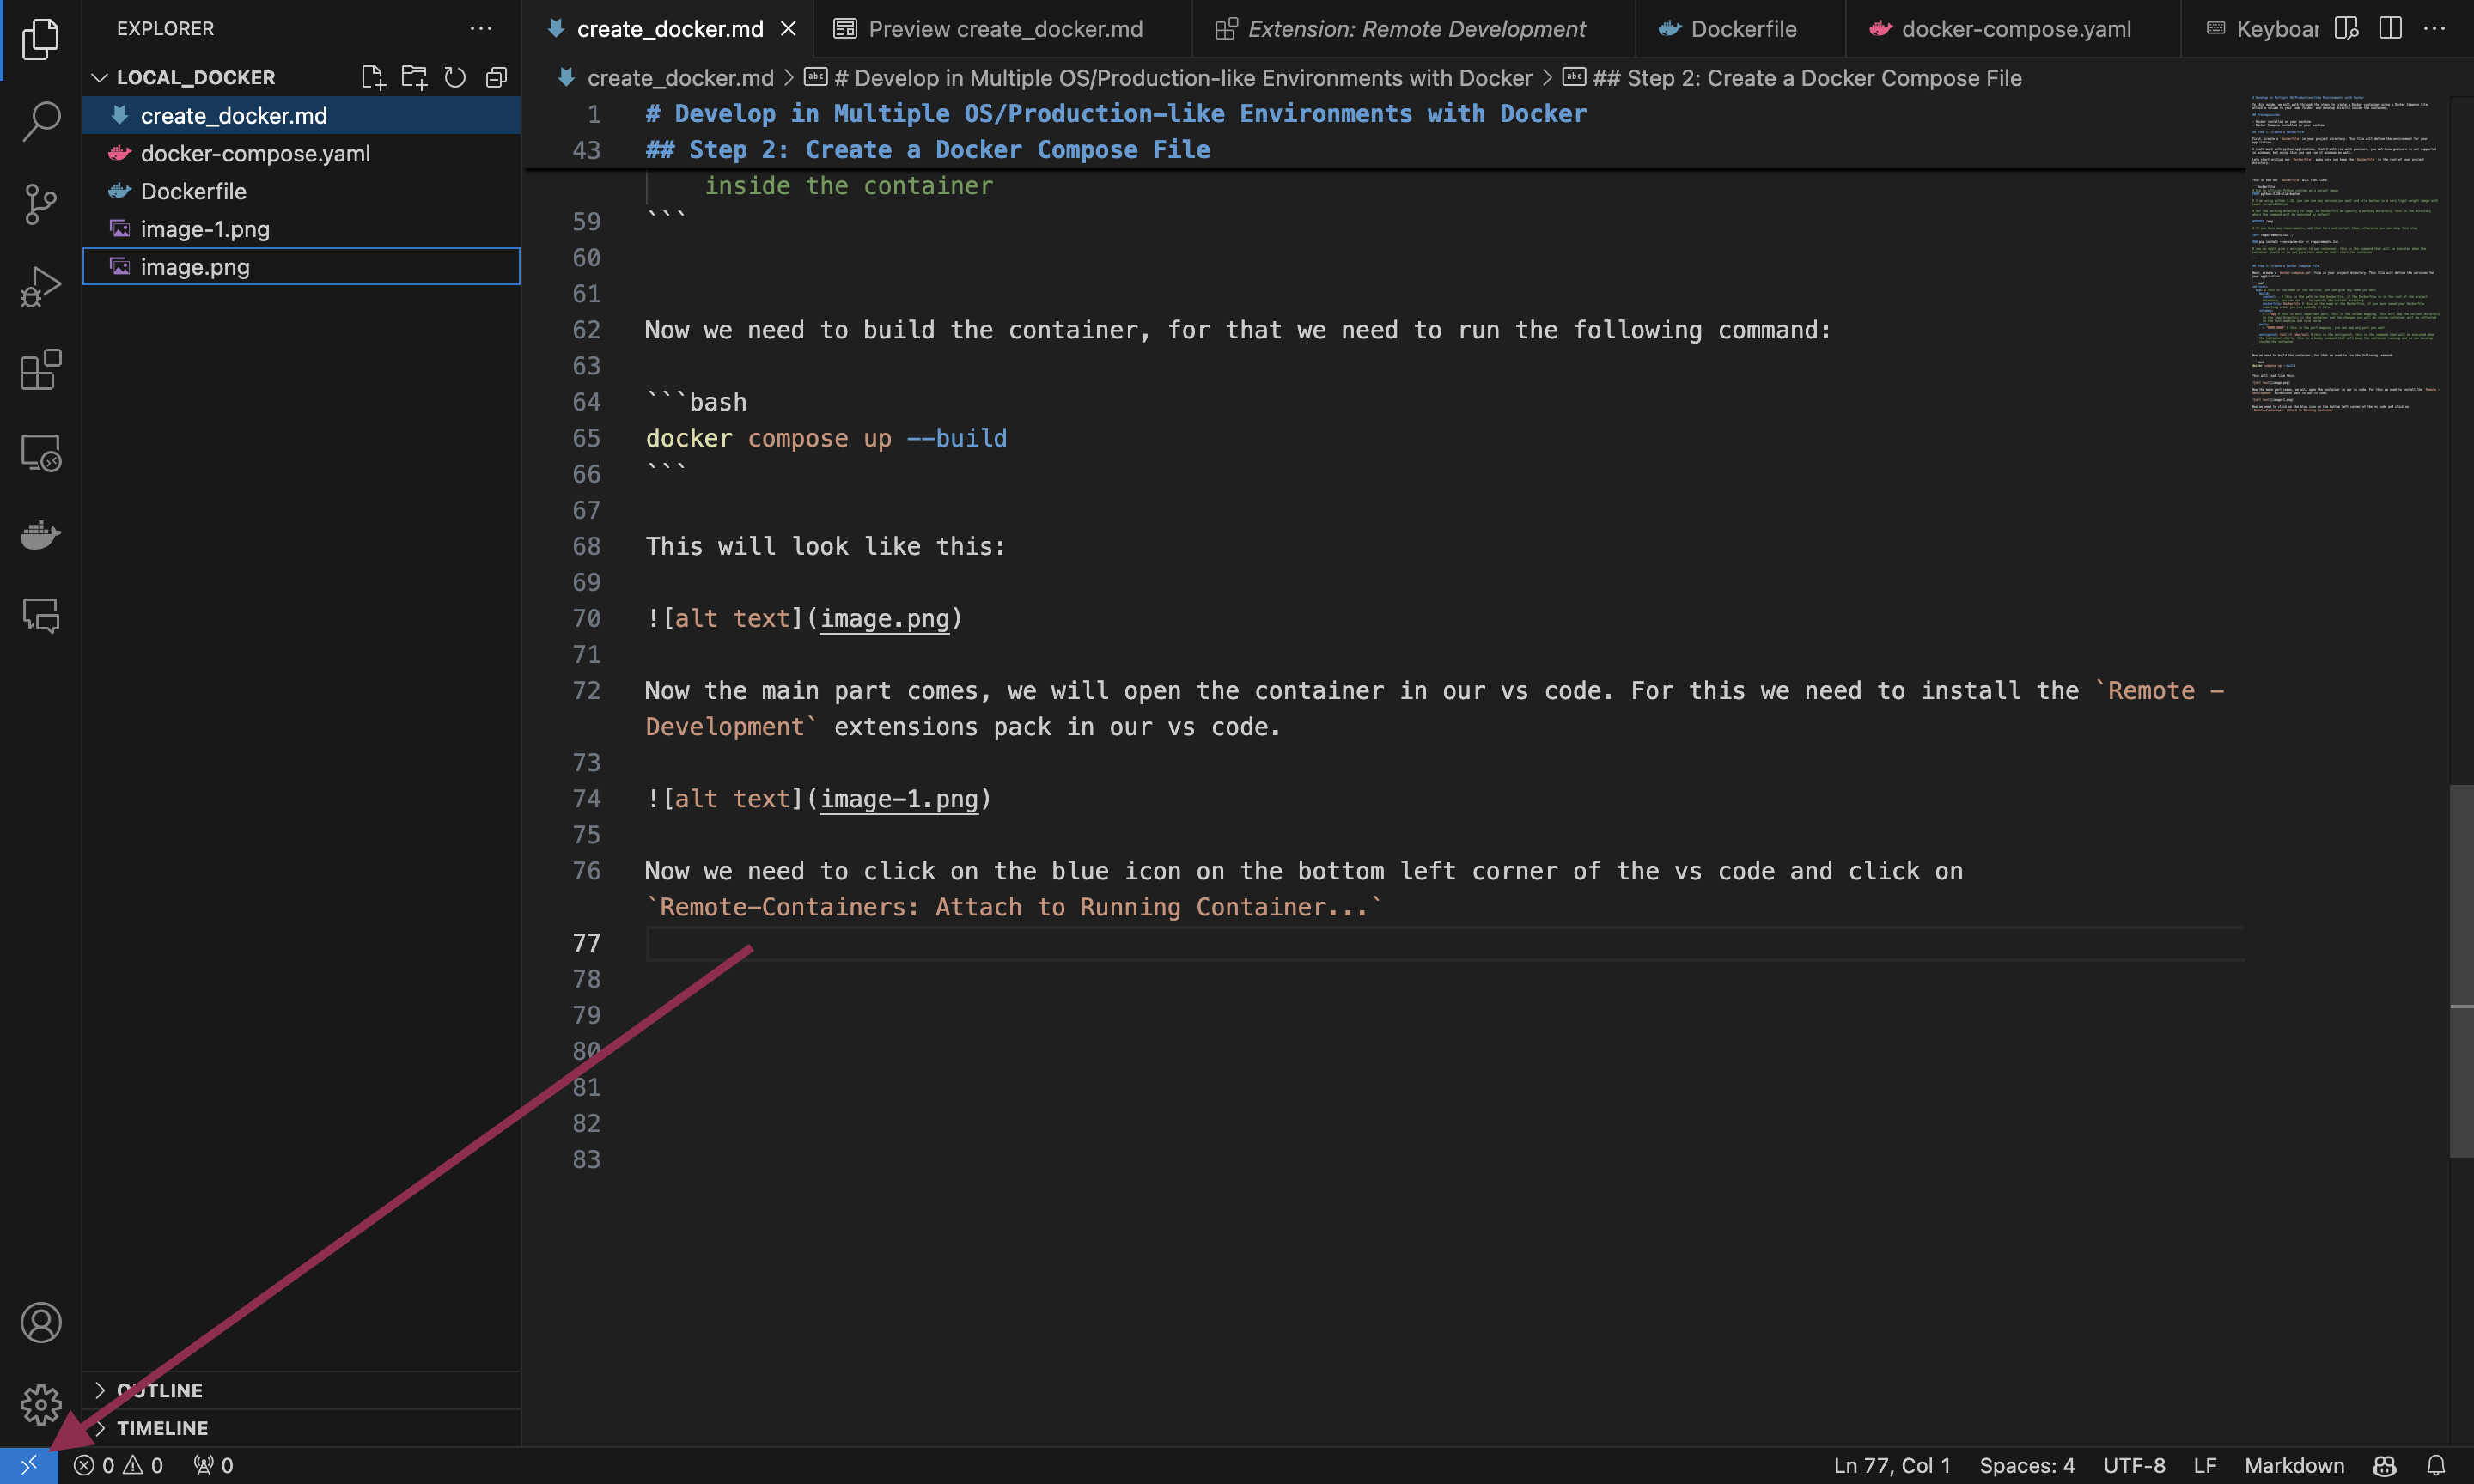 EXPLORER
LOCAL_DOCKER
create_docker.md
docker-compose.yaml
Dockerfile
image-1.png
image.png
OUTLINE
TIMELINE
create_docker.md
Preview create_docker.md
Extension: Remote Development
Dockerfile
docker-compose.yaml
Keyboar
create_docker.md > # Develop in Multiple OS/Production-like Environments with Docker > ## Step 2: Create a Docker Compose File
1 # Develop in Multiple OS/Production-like Environments with Docker
43 ## Step 2: Create a Docker Compose File
inside the container
59 ```
60
61
62 Now we need to build the container, for that we need to run the following command:
63
64 ```bash
65 docker compose up --build
66 ```
67
68 This will look like this:
69
70 ![alt text](image.png)
71
72 Now the main part comes, we will open the container in our vs code. For this we need to install the `Remote -
Development` extensions pack in our vs code.
73
74 ![alt text](image-1.png)
75
76 Now we need to click on the blue icon on the bottom left corner of the vs code and click on
`Remote-Containers: Attach to Running Container...`
77
78
79
80
81
82
83
0 0 0
Ln 77, Col 1 Spaces: 4 UTF-8 LF Markdown